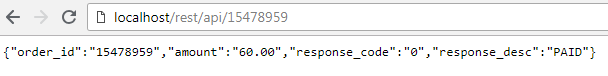 localhost/rest/api/15478959
{"order_id":"15478959","amount":"60.00","response_code":"0","response_desc":"PAID"}